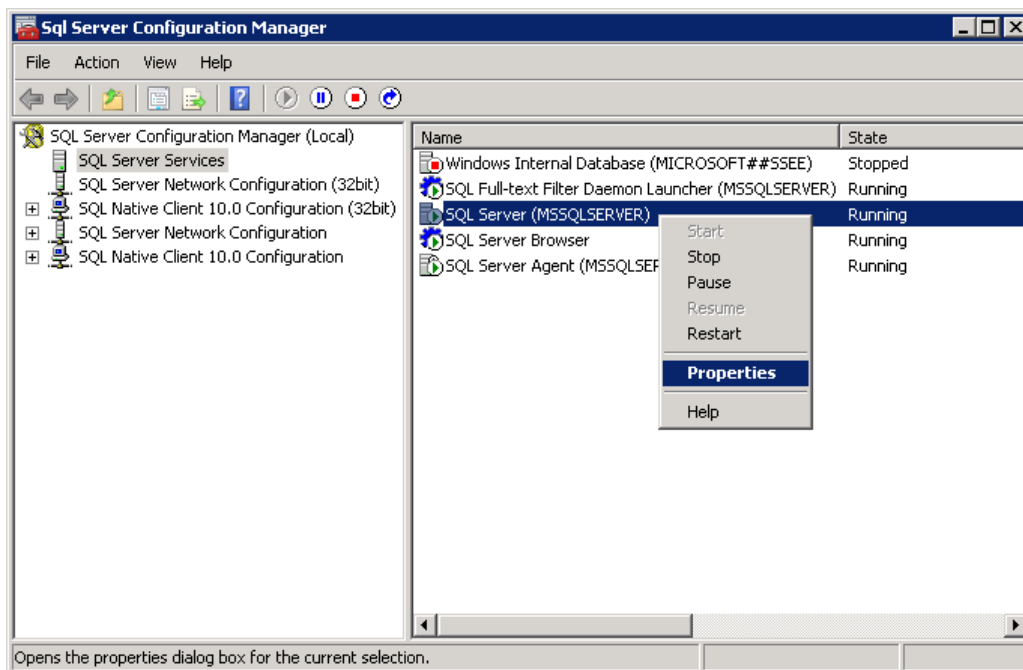 Sql Server Configuration Manager
File Action View Help
SQL Server Configuration Manager (Local)
SQL Server Services
SQL Server Network Configuration (32bit)
SQL Native Client 10.0 Configuration (32bit)
SQL Server Network Configuration
SQL Native Client 10.0 Configuration
Name State
Windows Internal Database (MICROSOFT##SSEE) Stopped
SQL Full-text Filter Daemon Launcher (MSSQLSERVER) Running
SQL Server (MSSQLSERVER) Running
SQL Server Browser Running
SQL Server Agent (MSSQLSER Running
Start
Stop
Pause
Resume
Restart
Properties
Help
Opens the properties dialog box for the current selection.